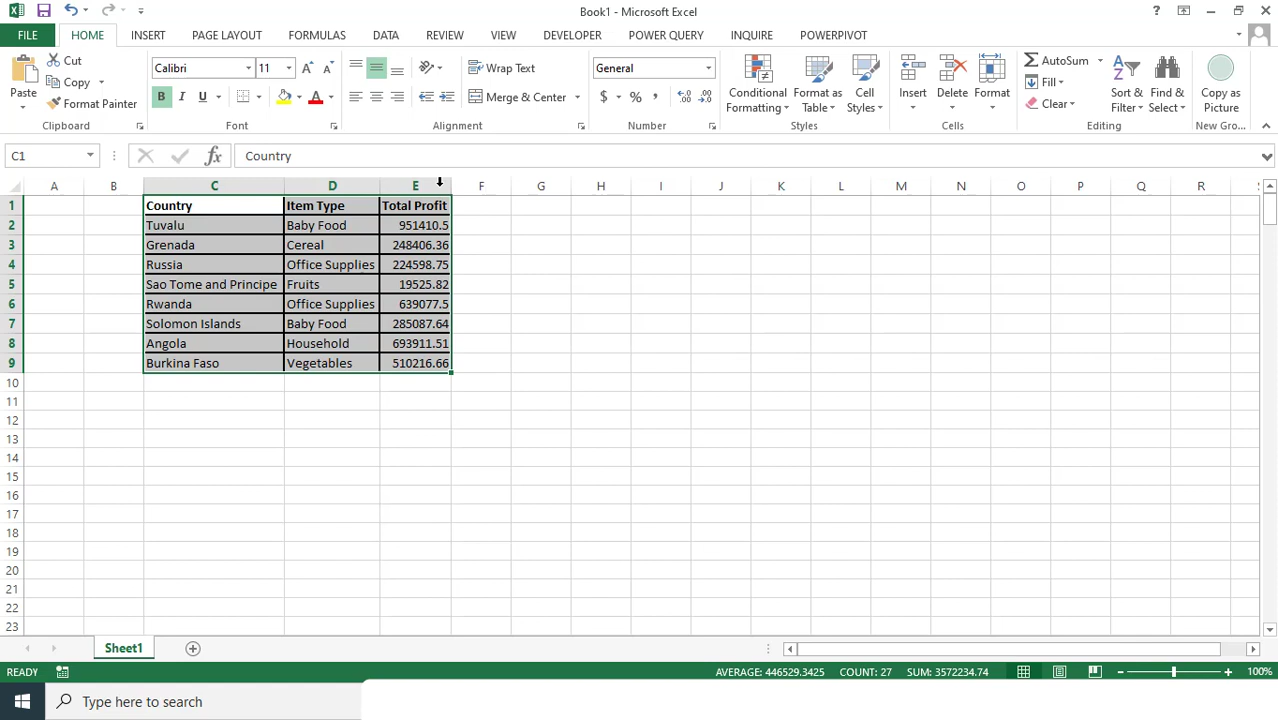 Book1 - Microsoft Excel
FILE HOME INSERT PAGE LAYOUT FORMULAS DATA REVIEW VIEW DEVELOPER POWER QUERY INQUIRE POWERPIVOT
Paste Cut Copy Format Painter Clipboard
Calibri 11 B I U A Font
Wrap Text Merge & Center Alignment
General $ % , Number
Conditional Formatting Format as Table Cell Styles Styles
Insert Delete Format Cells
AutoSum Fill Clear Sort & Filter Find & Select Editing
Copy as Picture New Gro...
C1 fx Country
A B C D E F G H I J K L M N O P Q R
1 Country Item Type Total Profit
2 Tuvalu Baby Food 951410.5
3 Grenada Cereal 248406.36
4 Russia Office Supplies 224598.75
5 Sao Tome and Principe Fruits 19525.82
6 Rwanda Office Supplies 639077.5
7 Solomon Islands Baby Food 285087.64
8 Angola Household 693911.51
9 Burkina Faso Vegetables 510216.66
10
11
12
13
14
15
16
17
18
19
20
21
22
23
Sheet1
READY AVERAGE: 446529.3425 COUNT: 27 SUM: 3572234.74 100%
Type here to search